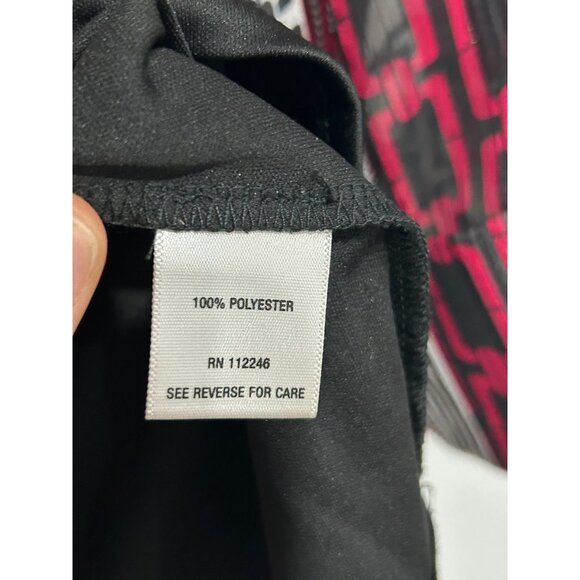 100% POLYESTER
RN 112246
SEE REVERSE FOR CARE